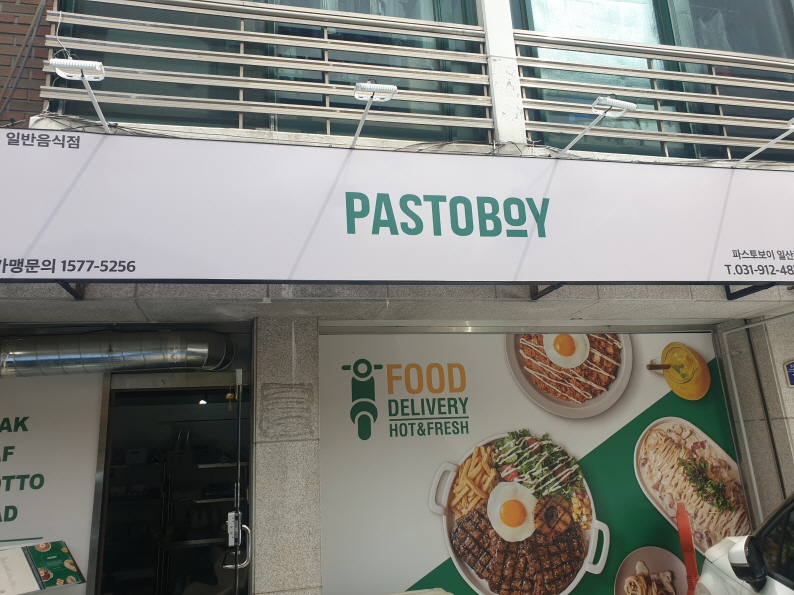 일반음식점
PASTOBOY
가맹문의 1577-5256
파스토보이 일산
T.031-912-48
FOOD
DELIVERY
HOT&FRESH
AK
AF
OTTO
AD